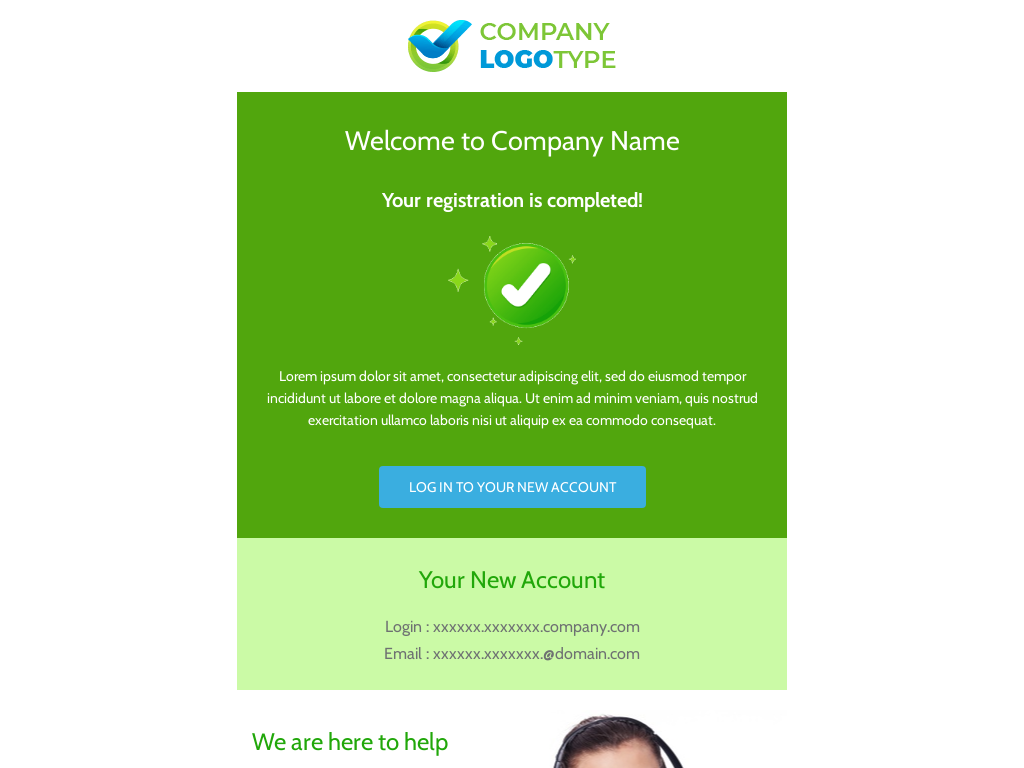 COMPANY
LOGOTYPE
Welcome to Company Name
Your registration is completed!
Lorem ipsum dolor sit amet, consectetur adipiscing elit, sed do eiusmod tempor
incididunt ut labore et dolore magna aliqua. Ut enim ad minim veniam, quis nostrud
exercitation ullamco laboris nisi ut aliquip ex ea commodo consequat.
LOG IN TO YOUR NEW ACCOUNT
Your New Account
Login : xxxxxx.xxxxxxx.company.com
Email : xxxxxx.xxxxxxx.@domain.com
We are here to help